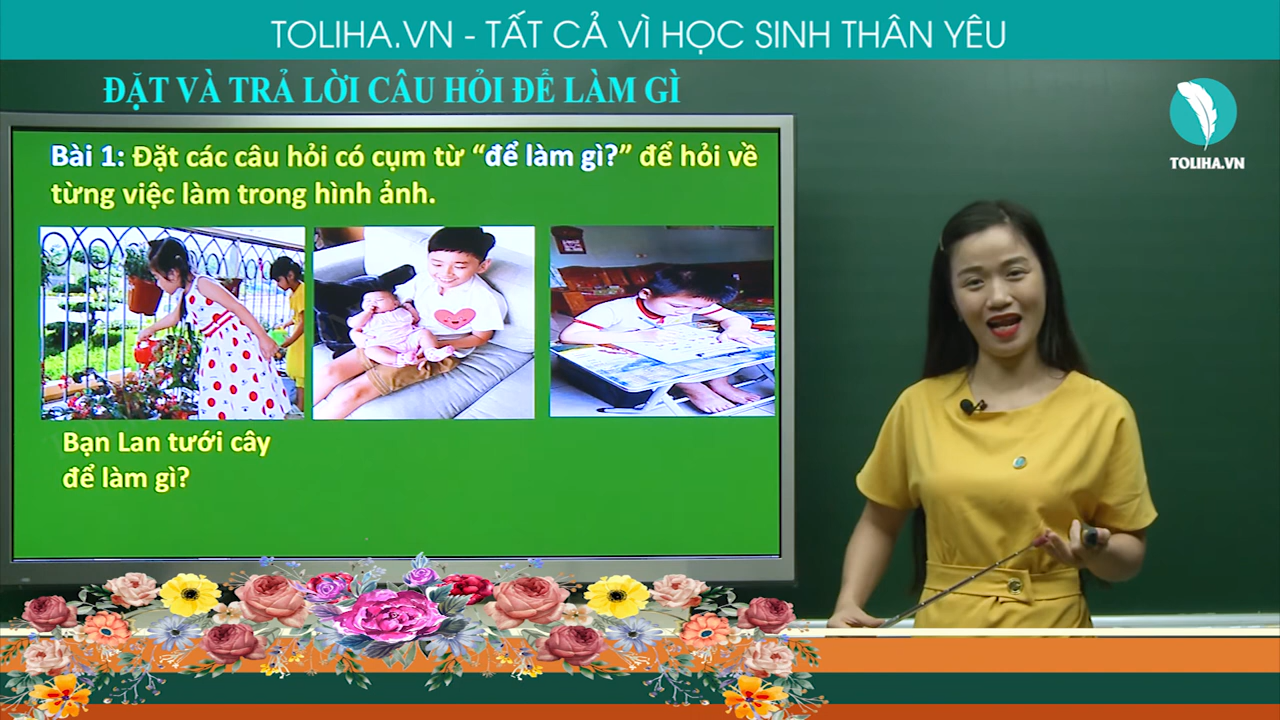 TOLIHA.VN - TẤT CẢ VÌ HỌC SINH THÂN YÊU
ĐẶT VÀ TRẢ LỜI CÂU HỎI ĐỂ LÀM GÌ
TOLIHA.VN
Bài 1: Đặt các câu hỏi có cụm từ “để làm gì?” để hỏi về
từng việc làm trong hình ảnh.
Bạn Lan tưới cây
để làm gì?